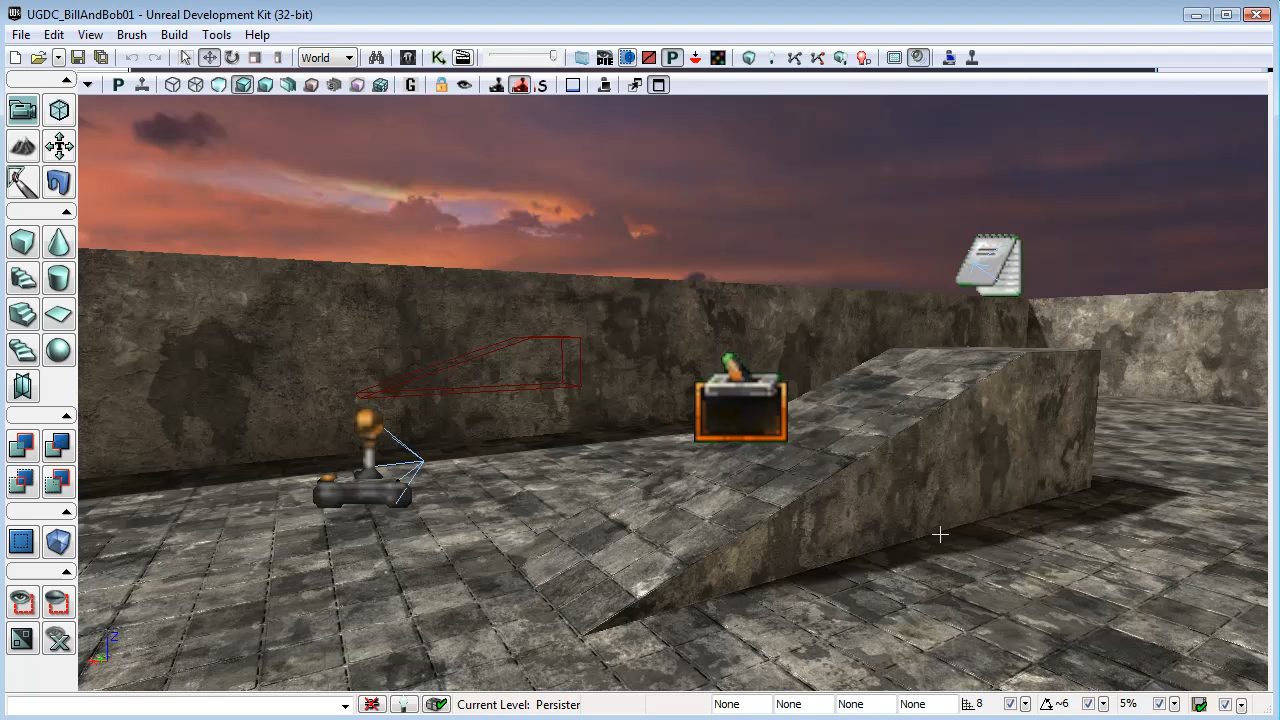 UGDC_BillAndBob01 - Unreal Development Kit (32-bit)
File Edit View Brush Build Tools Help
World
P
P G S
Z
Current Level: Persister
None None None None 8 ~6 5%